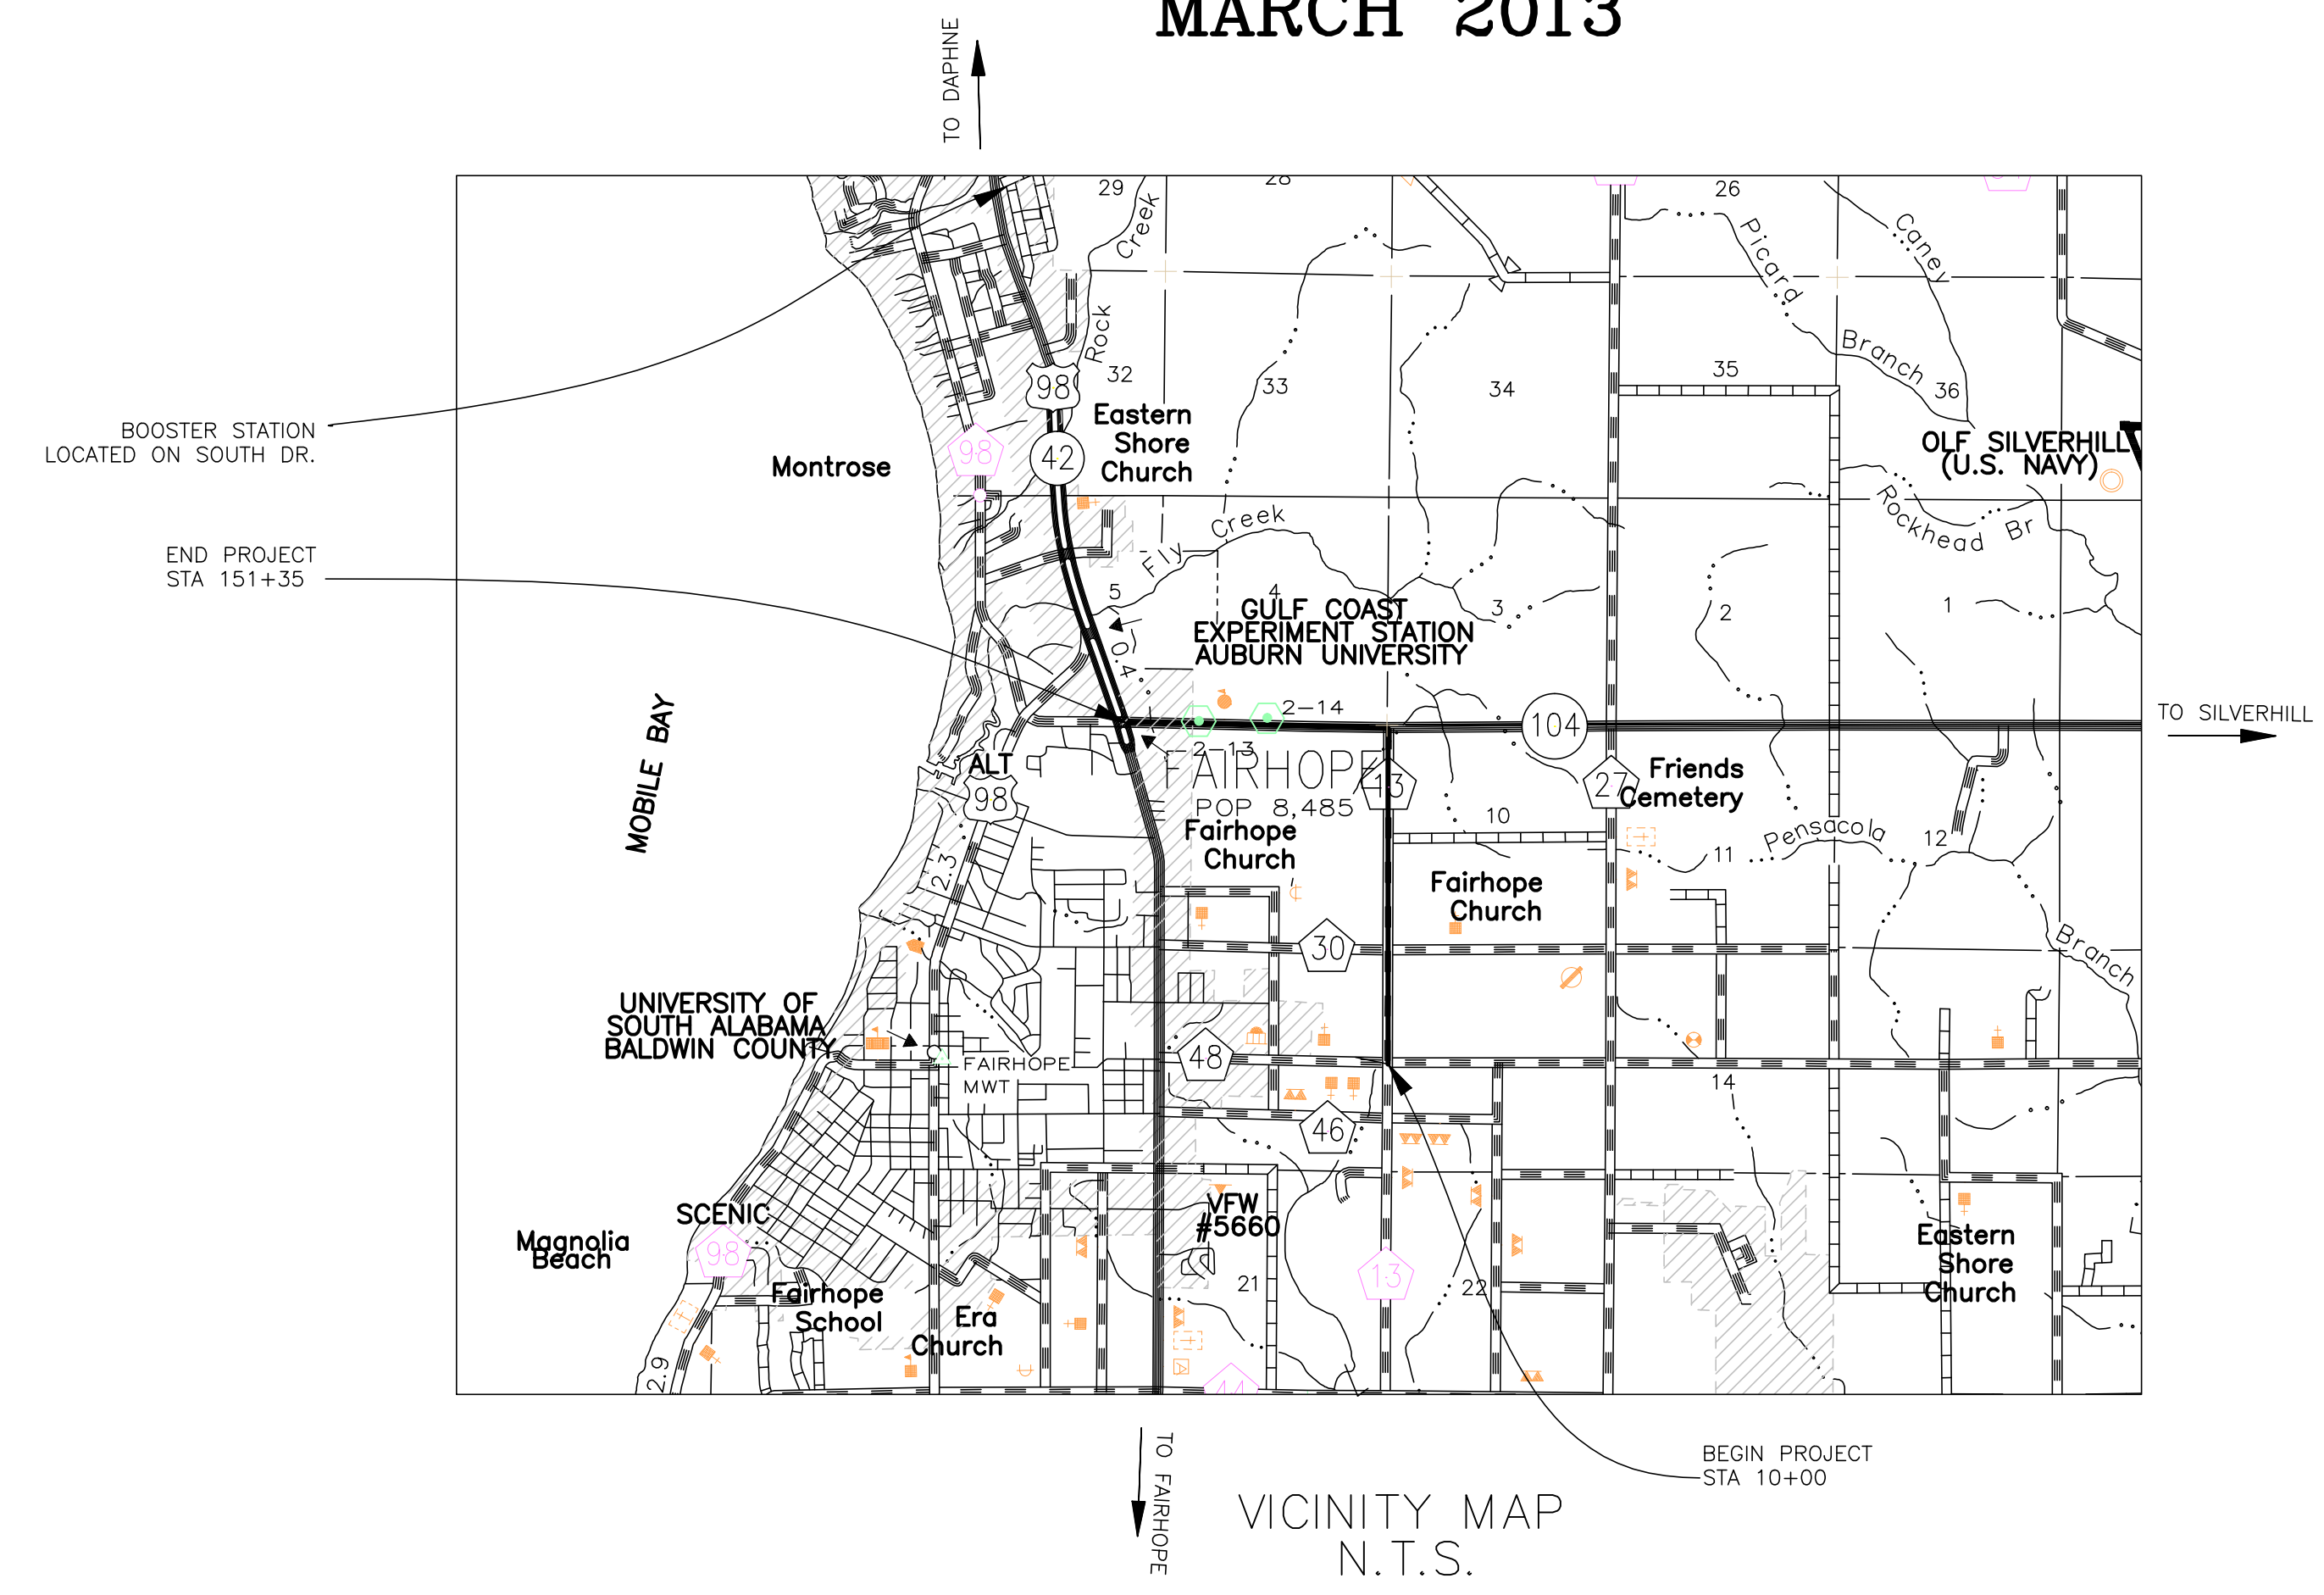 MARCH 2013
TO DAPHNE
29
28
26
Creek
Picard
Caney
Rock
32
33
34
35
Branch
36
98
Eastern
Shore
Church
BOOSTER STATION
LOCATED ON SOUTH DR.
98
42
Montrose
OLF SILVERHILL
(U.S. NAVY)
Rockhead Br
Fly Creek
END PROJECT
STA 151+35
5
4
3
2
1
GULF COAST
EXPERIMENT STATION
AUBURN UNIVERSITY
0.4
2-14
104
TO SILVERHILL
2-13
MOBILE BAY
ALT
98
FAIRHOPE
POP 8,485
13
27
Friends
Cemetery
10
Fairhope
Church
Pensacola
11
12
2.3
Fairhope
Church
30
Branch
UNIVERSITY OF
SOUTH ALABAMA
BALDWIN COUNTY
48
FAIRHOPE
MWT
14
46
SCENIC
98
VFW
#5660
Magnolia
Beach
Eastern
Shore
Church
13
21
22
Fairhope
School
Era
Church
2.9
44
TO FAIRHOPE
BEGIN PROJECT
STA 10+00
VICINITY MAP
N.T.S.